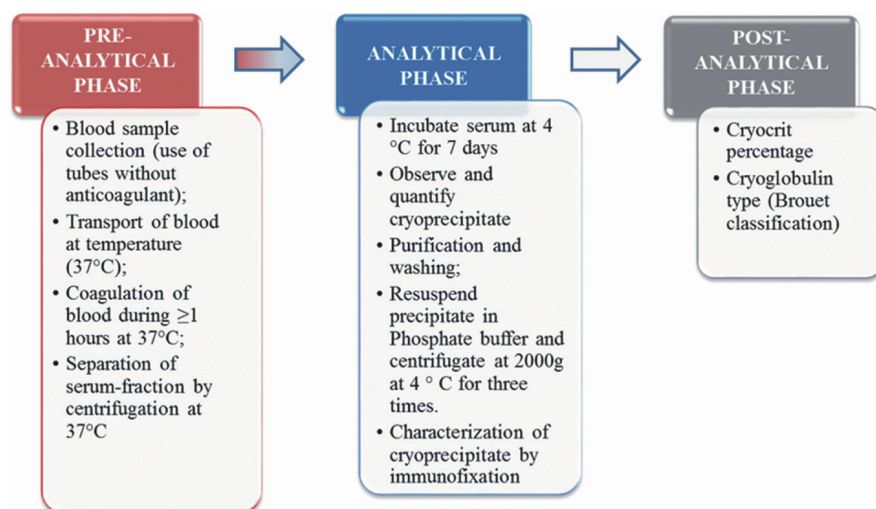 PRE-
ANALYTICAL
PHASE
• Blood sample
collection (use of
tubes without
anticoagulant);
• Transport of blood
at temperature
(37°C);
• Coagulation of
blood during ≥1
hours at 37°C;
• Separation of
serum-fraction by
centrifugation at
37°C
ANALYTICAL
PHASE
• Incubate serum at 4
°C for 7 days
• Observe and
quantify
cryoprecipitate
• Purification and
washing;
• Resuspend
precipitate in
Phosphate buffer and
centrifugate at 2000g
at 4 ° C for three
times.
• Characterization of
cryoprecipitate by
immunofixation
POST-
ANALYTICAL
PHASE
• Cryocrit
percentage
• Cryoglobulin
type (Brouet
classification)